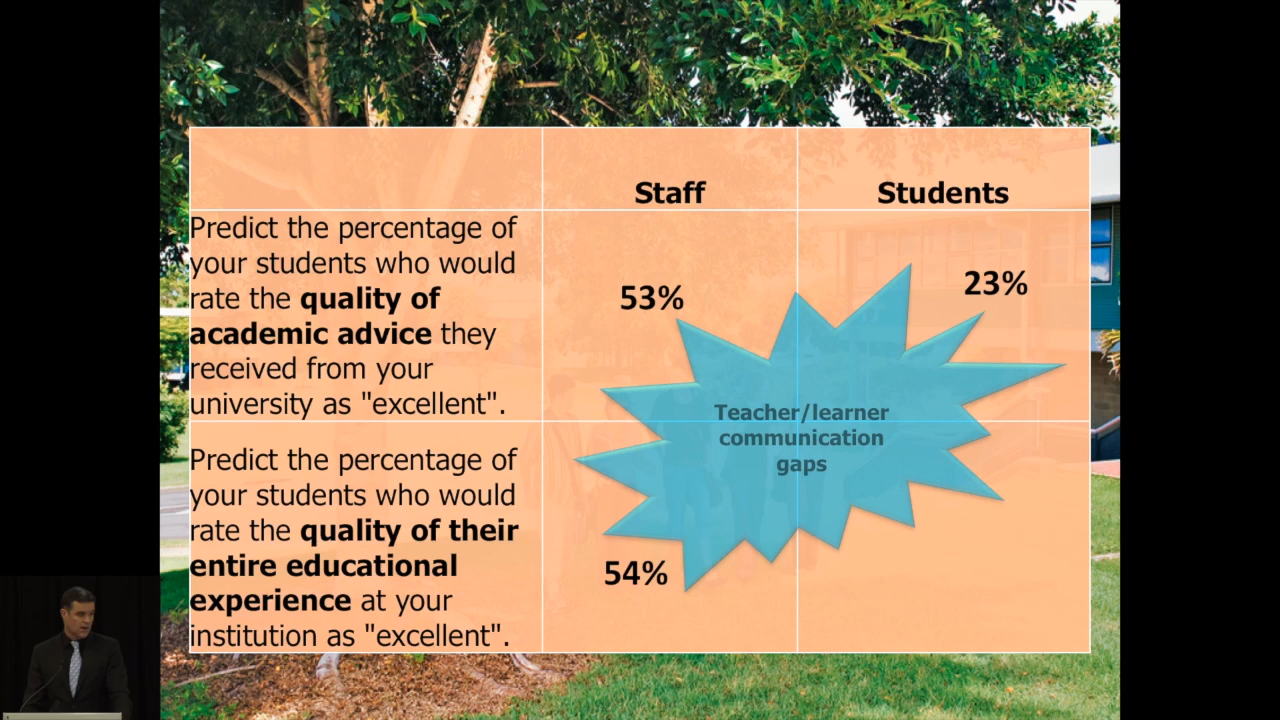 Staff
Students
Predict the percentage of
your students who would
rate the quality of
academic advice they
received from your
university as "excellent".
53%
23%
Predict the percentage of
your students who would
rate the quality of their
entire educational
experience at your
institution as "excellent".
54%
Teacher/learner
communication
gaps